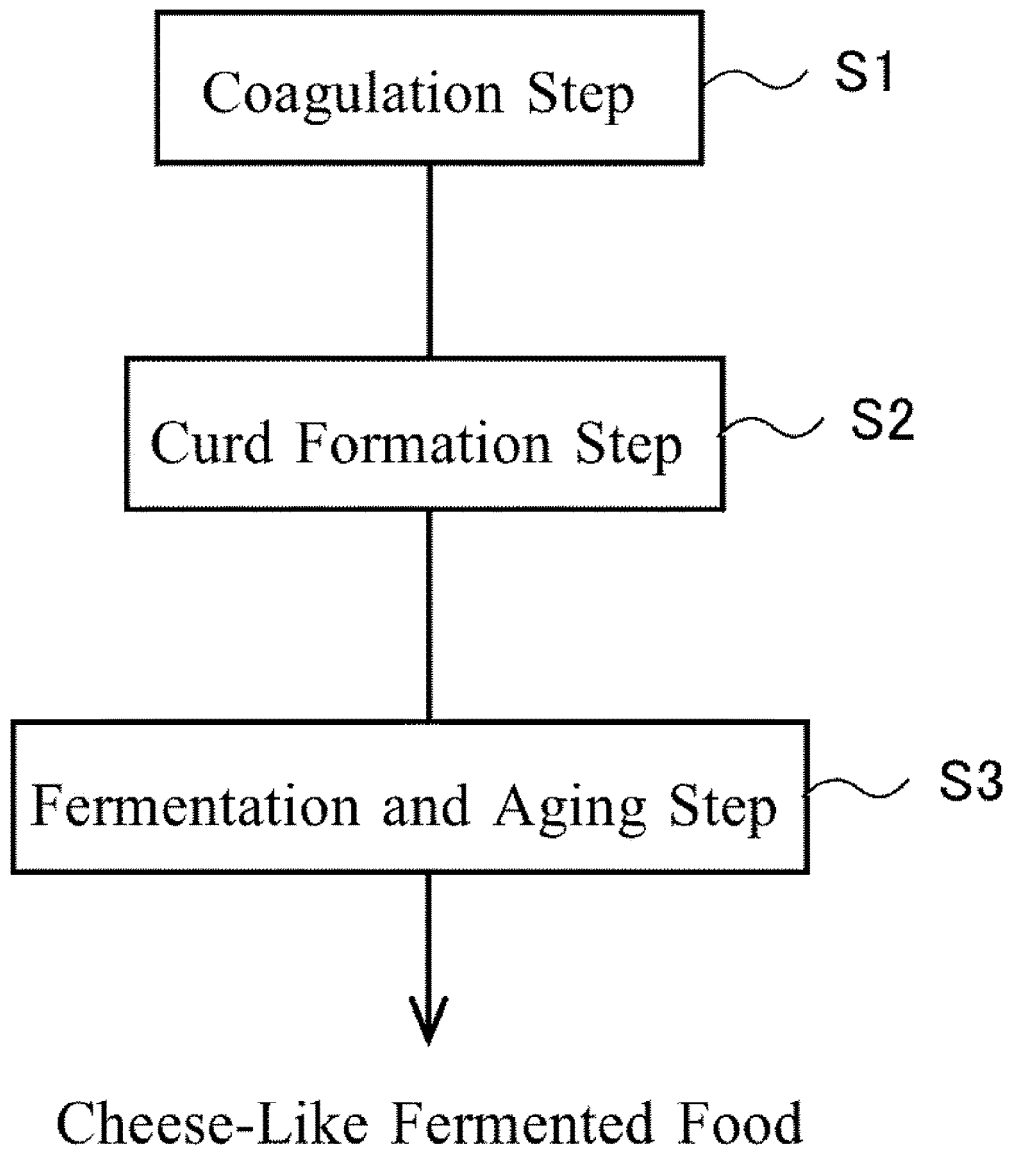 Coagulation Step
S1
Curd Formation Step
S2
Fermentation and Aging Step
S3
Cheese-Like Fermented Food